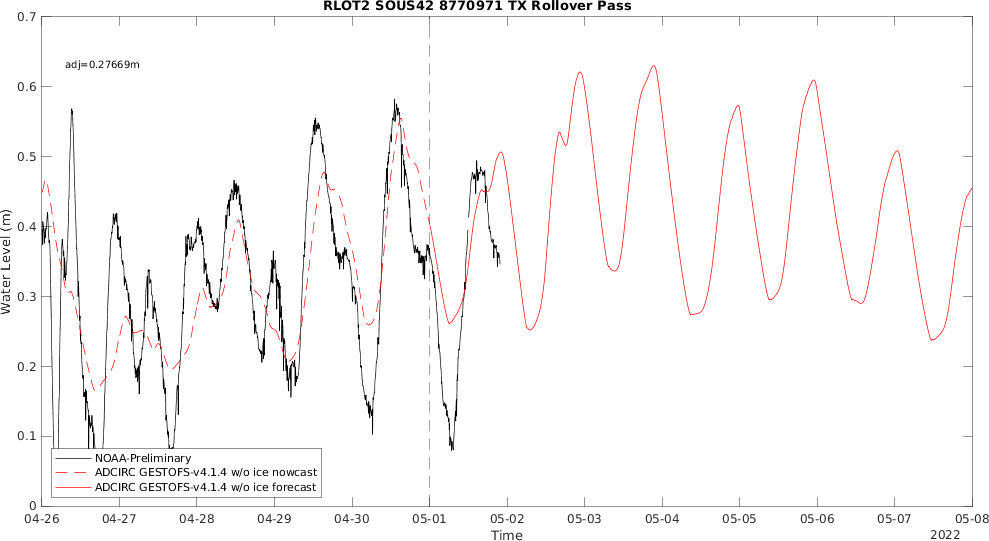 RLOT2 SOUS42 8770971 TX Rollover Pass
0.7
0.6
0.5
0.4
0.3
0.2
0.1
0
Water Level (m)
adj=0.27669m
NOAA-Preliminary
ADCIRC GESTOFS-v4.1.4 w/o ice nowcast
ADCIRC GESTOFS-v4.1.4 w/o ice forecast
04-26 04-27 04-28 04-29 04-30 05-01 05-02 05-03 05-04 05-05 05-06 05-07 05-08
Time
2022